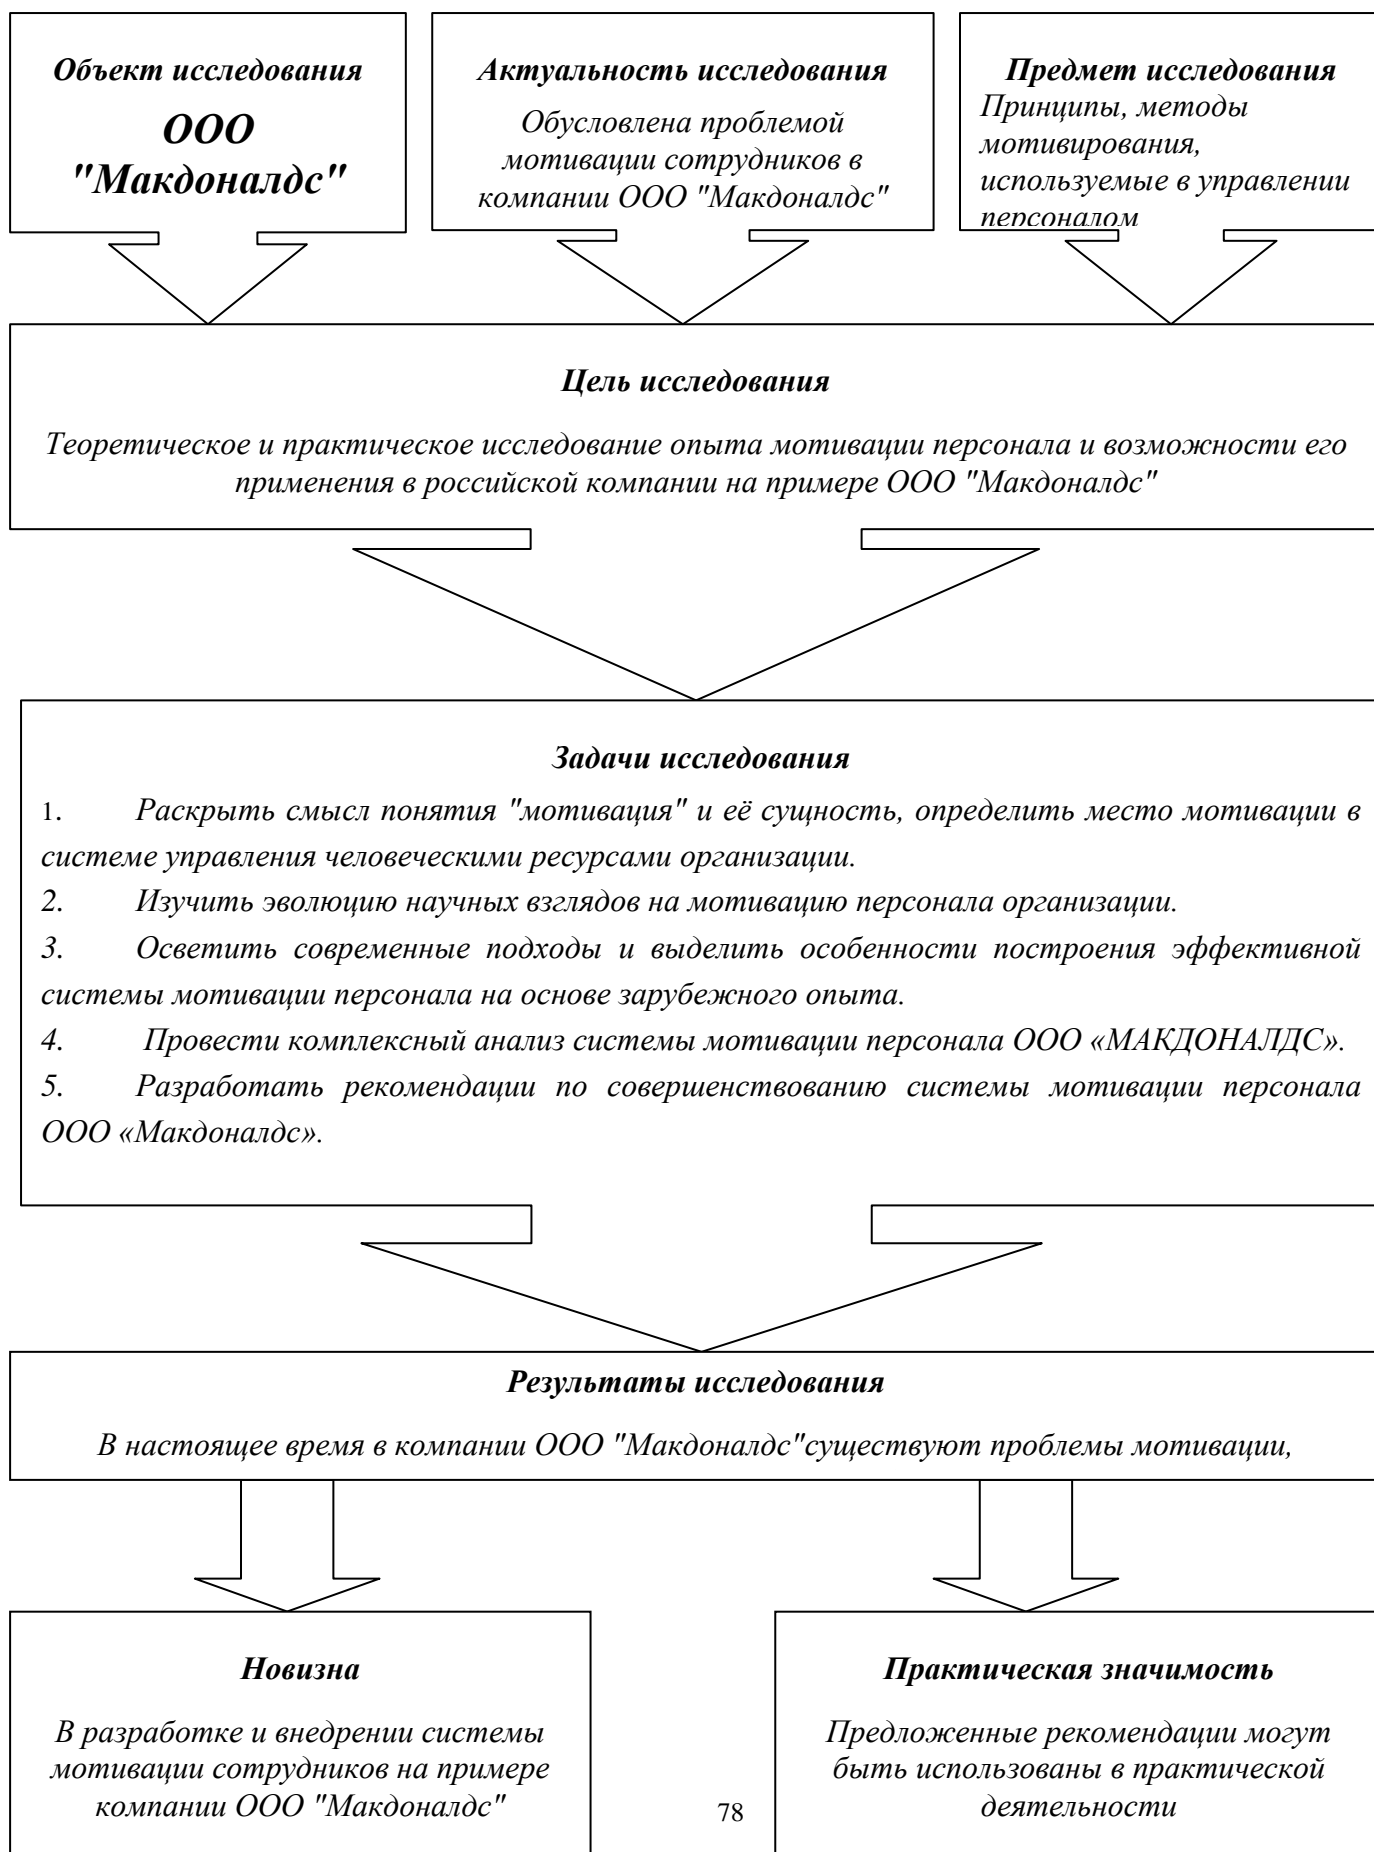 Объект исследования
ООО
"Макдоналдс"
Актуальность исследования
Обусловлена проблемой
мотивации сотрудников в
компании ООО "Макдоналдс"
Предмет исследования
Принципы, методы
мотивирования,
используемые в управлении
персоналом
Цель исследования
Теоретическое и практическое исследование опыта мотивации персонала и возможности его
применения в российской компании на примере ООО "Макдоналдс"
Задачи исследования
1. Раскрыть смысл понятия "мотивация" и её сущность, определить место мотивации в
системе управления человеческими ресурсами организации.
2. Изучить эволюцию научных взглядов на мотивацию персонала организации.
3. Осветить современные подходы и выделить особенности построения эффективной
системы мотивации персонала на основе зарубежного опыта.
4. Провести комплексный анализ системы мотивации персонала ООО «МАКДОНАЛДС».
5. Разработать рекомендации по совершенствованию системы мотивации персонала
ООО «Макдоналдс».
Результаты исследования
В настоящее время в компании ООО "Макдоналдс"существуют проблемы мотивации,
Новизна
В разработке и внедрении системы
мотивации сотрудников на примере
компании ООО "Макдоналдс"
Практическая значимость
Предложенные рекомендации могут
быть использованы в практической
деятельности
78